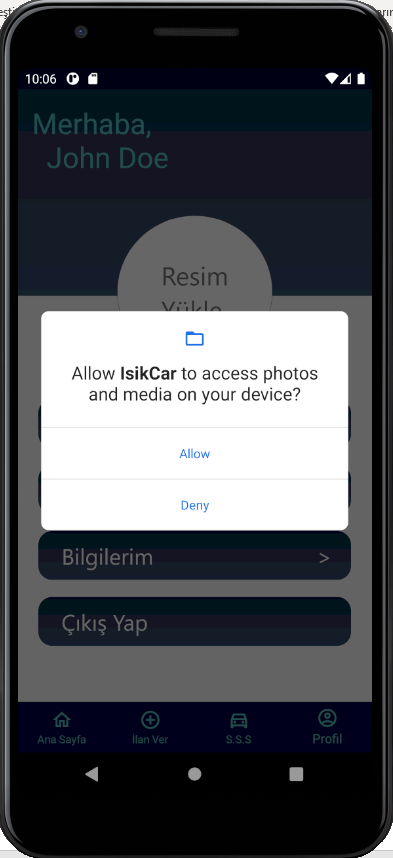 10:06
Merhaba,
John Doe
Resim
Yükle
Allow IsikCar to access photos
and media on your device?
Allow
Deny
Bilgilerim >
Çıkış Yap
Ana Sayfa İlan Ver S.S.S Profil